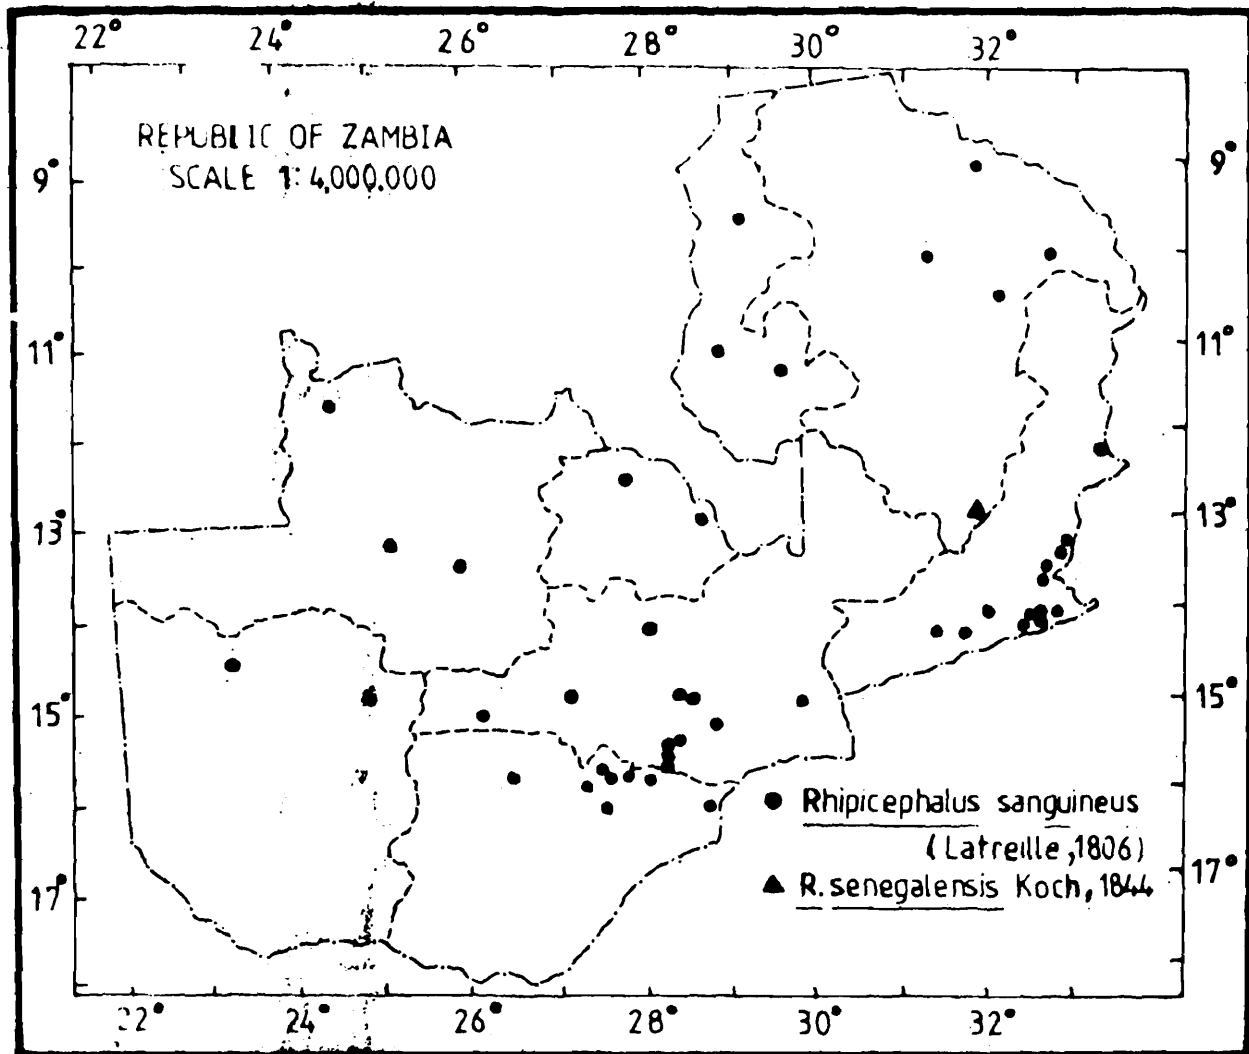 22° 24° 26° 28° 30° 32°
REPUBLIC OF ZAMBIA
SCALE 1:4,000,000
9° 9°
11° 11°
13° 13°
15° 15°
Rhipicephalus sanguineus
(Latreille,1806)
17° 17°
R. senegalensis Koch, 1844
22° 24° 26° 28° 30° 32°